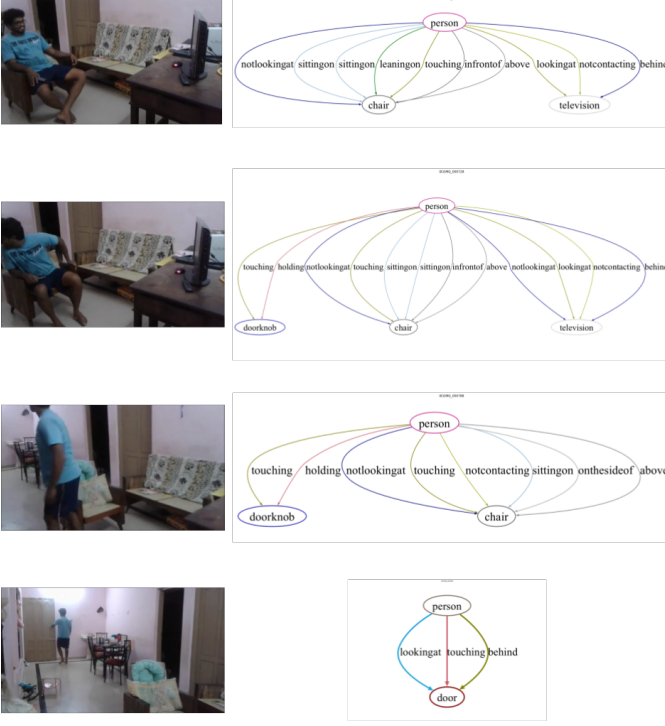 person
notlookingat sittingon sittingon leaningon touching infrontof above lookingat notcontacting behind
chair television
person
touching holding notlookingat touching sittingon sittingon infrontof above notlookingat lookingat notcontacting behind
doorknob chair television
person
touching holding notlookingat touching notcontacting sittingon onthesideof above
doorknob chair
person
lookingat touching behind
door